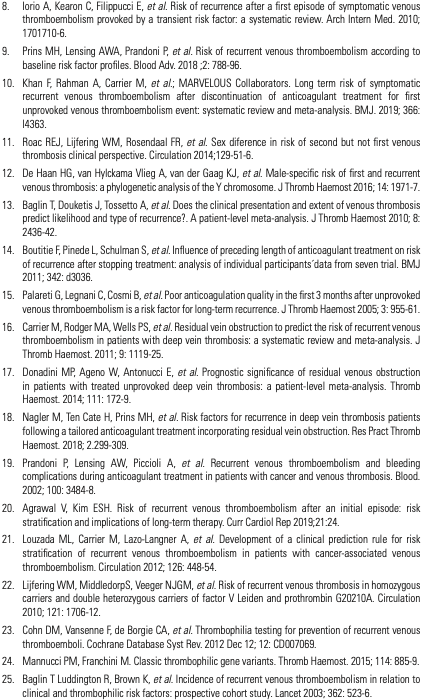 8. Iorio A, Kearon C, Filippucci E, et al. Risk of recurrence after a first episode of symptomatic venous
thromboembolism provoked by a transient risk factor: a systematic review. Arch Intern Med. 2010;
1701710-6.
9. Prins MH, Lensing AWA, Prandoni P, et al. Risk of recurrent venous thromboembolism according to
baseline risk factor profiles. Blood Adv. 2018 ;2: 788-96.
10. Khan F, Rahman A, Carrier M, et al.; MARVELOUS Collaborators. Long term risk of symptomatic
recurrent venous thromboembolism after discontinuation of anticoagulant treatment for first
unprovoked venous thromboembolism event: systematic review and meta-analysis. BMJ. 2019; 366:
l4363.
11. Roac REJ, Lijfering WM, Rosendaal FR, et al. Sex diference in risk of second but not first venous
thrombosis clinical perspective. Circulation 2014;129-51-6.
12. De Haan HG, van Hylckama Vlieg A, van der Gaag KJ, et al. Male-specific risk of first and recurrent
venous thrombosis: a phylogenetic analysis of the Y chromosome. J Thromb Haemost 2016; 14: 1971-7.
13. Baglin T, Douketis J, Tossetto A, et al. Does the clinical presentation and extent of venous thrombosis
predict likelihood and type of recurrence?. A patient-level meta-analysis. J Thromb Haemost 2010; 8:
2436-42.
14. Boutitie F, Pinede L, Schulman S, et al. Influence of preceding length of anticoagulant treatment on risk
of recurrence after stopping treatment: analysis of individual participants´data from seven trial. BMJ
2011; 342: d3036.
15. Palareti G, Legnani C, Cosmi B, et al. Poor anticoagulation quality in the first 3 months after unprovoked
venous thromboembolism is a risk factor for long-term recurrence. J Thromb Haemost 2005; 3: 955-61.
16. Carrier M, Rodger MA, Wells PS, et al. Residual vein obstruction to predict the risk of recurrent venous
thromboembolism in patients with deep vein thrombosis: a systematic review and meta-analysis. J
Thromb Haemost. 2011; 9: 1119-25.
17. Donadini MP, Ageno W, Antonucci E, et al. Prognostic significance of residual venous obstruction
in patients with treated unprovoked deep vein thrombosis: a patient-level meta-analysis. Thromb
Haemost. 2014; 111: 172-9.
18. Nagler M, Ten Cate H, Prins MH, et al. Risk factors for recurrence in deep vein thrombosis patients
following a tailored anticoagulant treatment incorporating residual vein obstruction. Res Pract Thromb
Haemost. 2018; 2.299-309.
19. Prandoni P, Lensing AW, Piccioli A, et al. Recurrent venous thromboembolism and bleeding
complications during anticoagulant treatment in patients with cancer and venous thrombosis. Blood.
2002; 100: 3484-8.
20. Agrawal V, Kim ESH. Risk of recurrent venous thromboembolism after an initial episode: risk
stratification and implications of long-term therapy. Curr Cardiol Rep 2019;21:24.
21. Louzada ML, Carrier M, Lazo-Langner A, et al. Development of a clinical prediction rule for risk
stratification of recurrent venous thromboembolism in patients with cancer-associated venous
thromboembolism. Circulation 2012; 126: 448-54.
22. Lijfering WM, MiddledorpS, Veeger NJGM, et al. Risk of recurrent venous thrombosis in homozygous
carriers and double heterozygous carriers of factor V Leiden and prothrombin G20210A. Circulation
2010; 121: 1706-12.
23. Cohn DM, Vansenne F, de Borgie CA, et al. Thrombophilia testing for prevention of recurrent venous
thromboemboli. Cochrane Database Syst Rev. 2012 Dec 12; 12: CD007069.
24. Mannucci PM, Franchini M. Classic thrombophilic gene variants. Thromb Haemost. 2015; 114: 885-9.
25. Baglin T Luddington R, Brown K, et al. Incidence of recurrent venous thromboembolism in relation to
clinical and thrombophilic risk factors: prospective cohort study. Lancet 2003; 362: 523-6.